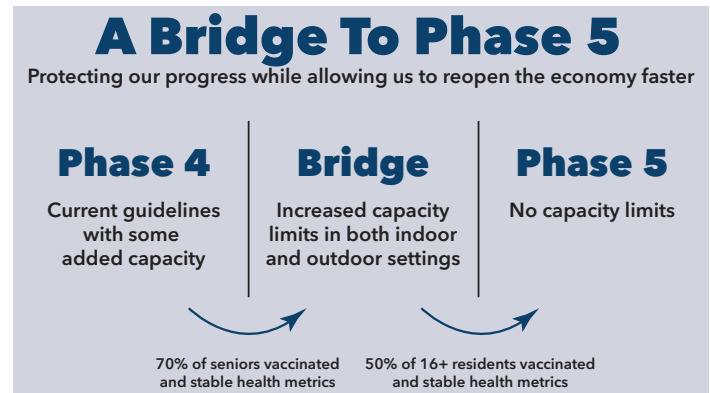 A Bridge To Phase 5
Protecting our progress while allowing us to reopen the economy faster
Phase 4
Current guidelines
with some
added capacity
Bridge
Increased capacity
limits in both indoor
and outdoor settings
Phase 5
No capacity limits
70% of seniors vaccinated
and stable health metrics
50% of 16+ residents vaccinated
and stable health metrics